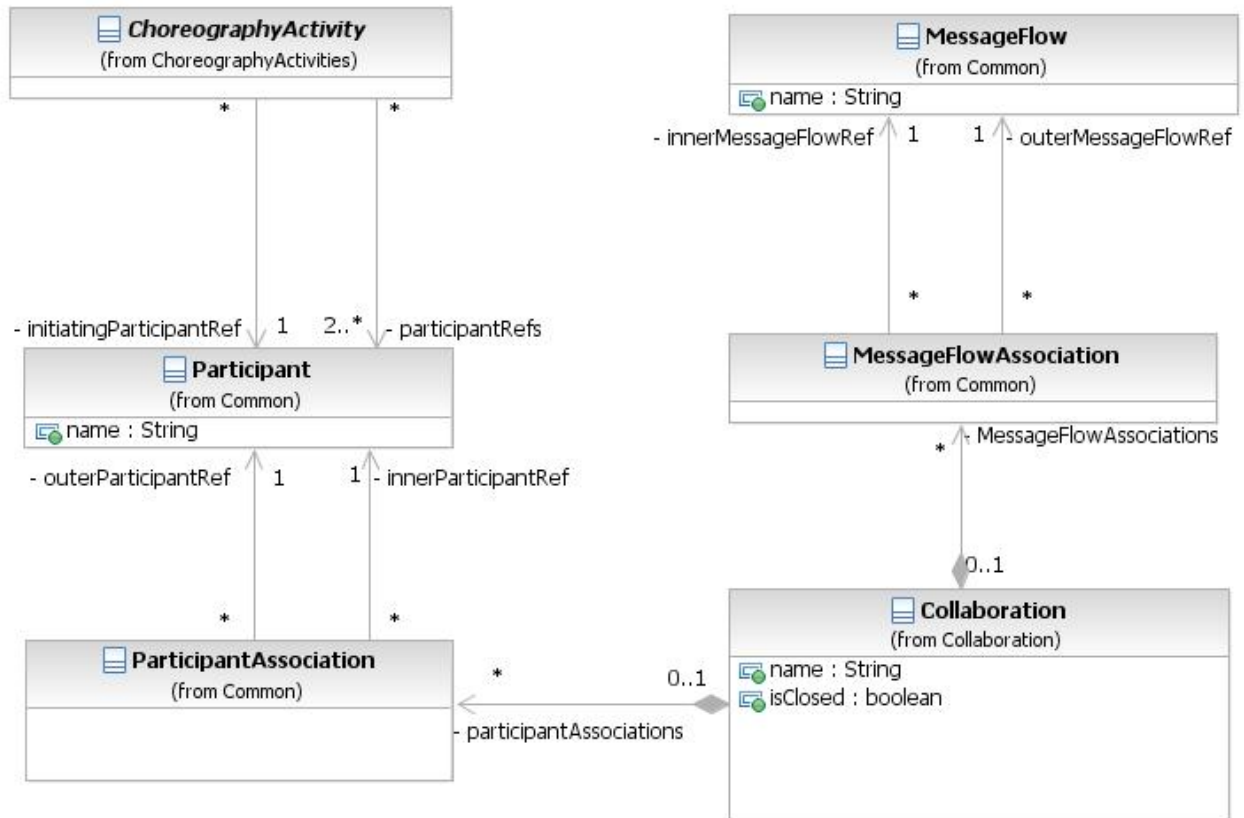 ChoreographyActivity
(from ChoreographyActivities)
*
*
- initiatingParticipantRef
1
2..*
- participantRefs
Participant
(from Common)
name : String
- outerParticipantRef
1
1
- innerParticipantRef
*
*
ParticipantAssociation
(from Common)
*
0..1
- participantAssociations
MessageFlow
(from Common)
name : String
- innerMessageFlowRef
1
1
- outerMessageFlowRef
*
*
MessageFlowAssociation
(from Common)
*
- MessageFlowAssociations
0..1
Collaboration
(from Collaboration)
name : String
isClosed : boolean